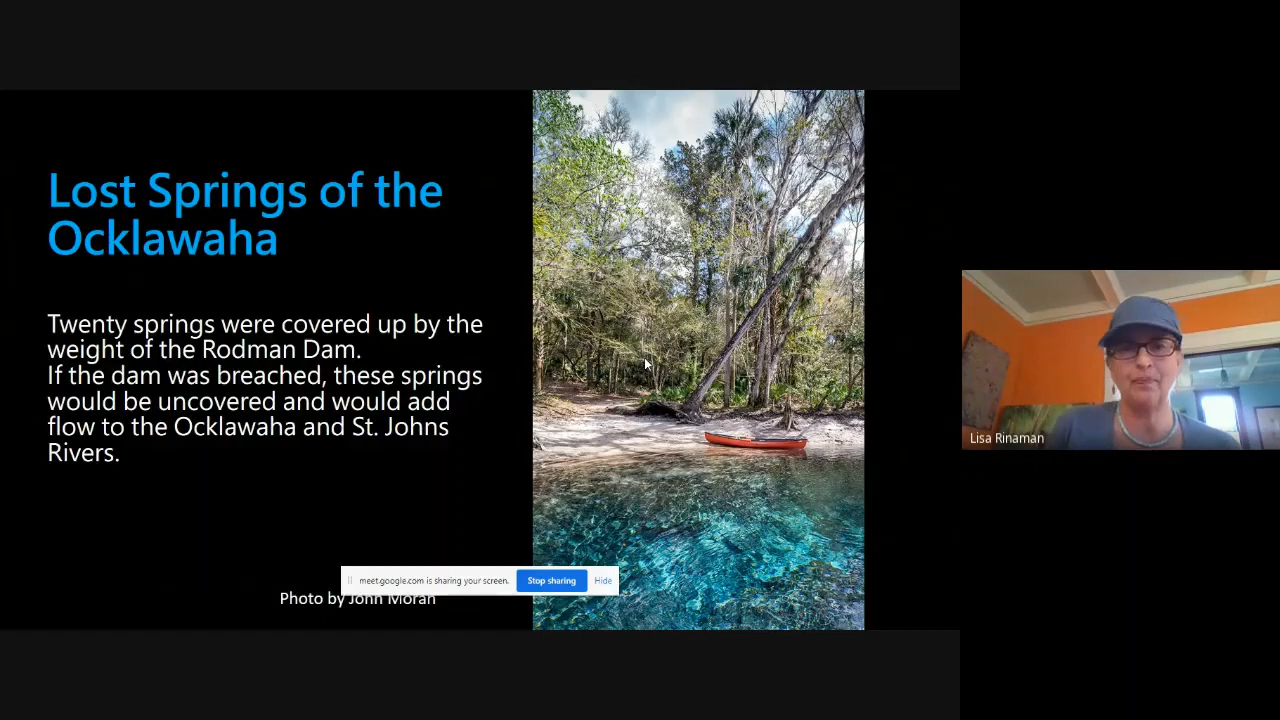 Lost Springs of the
Ocklawaha
Twenty springs were covered up by the
weight of the Rodman Dam.
If the dam was breached, these springs
would be uncovered and would add
flow to the Ocklawaha and St. Johns
Rivers.
meet.google.com is sharing your screen. Stop sharing Hide
Photo by John Moran
Lisa Rinaman